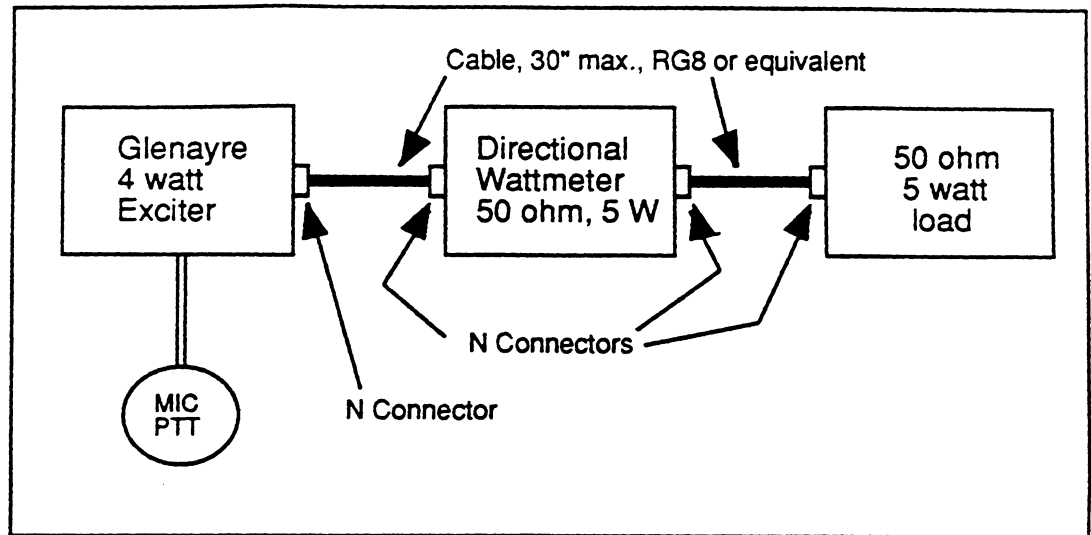 Cable, 30" max., RG8 or equivalent
Glenayre
4 watt
Exciter
Directional
Wattmeter
50 ohm, 5 W
50 ohm
5 watt
load
N Connectors
N Connector
MIC
PTT